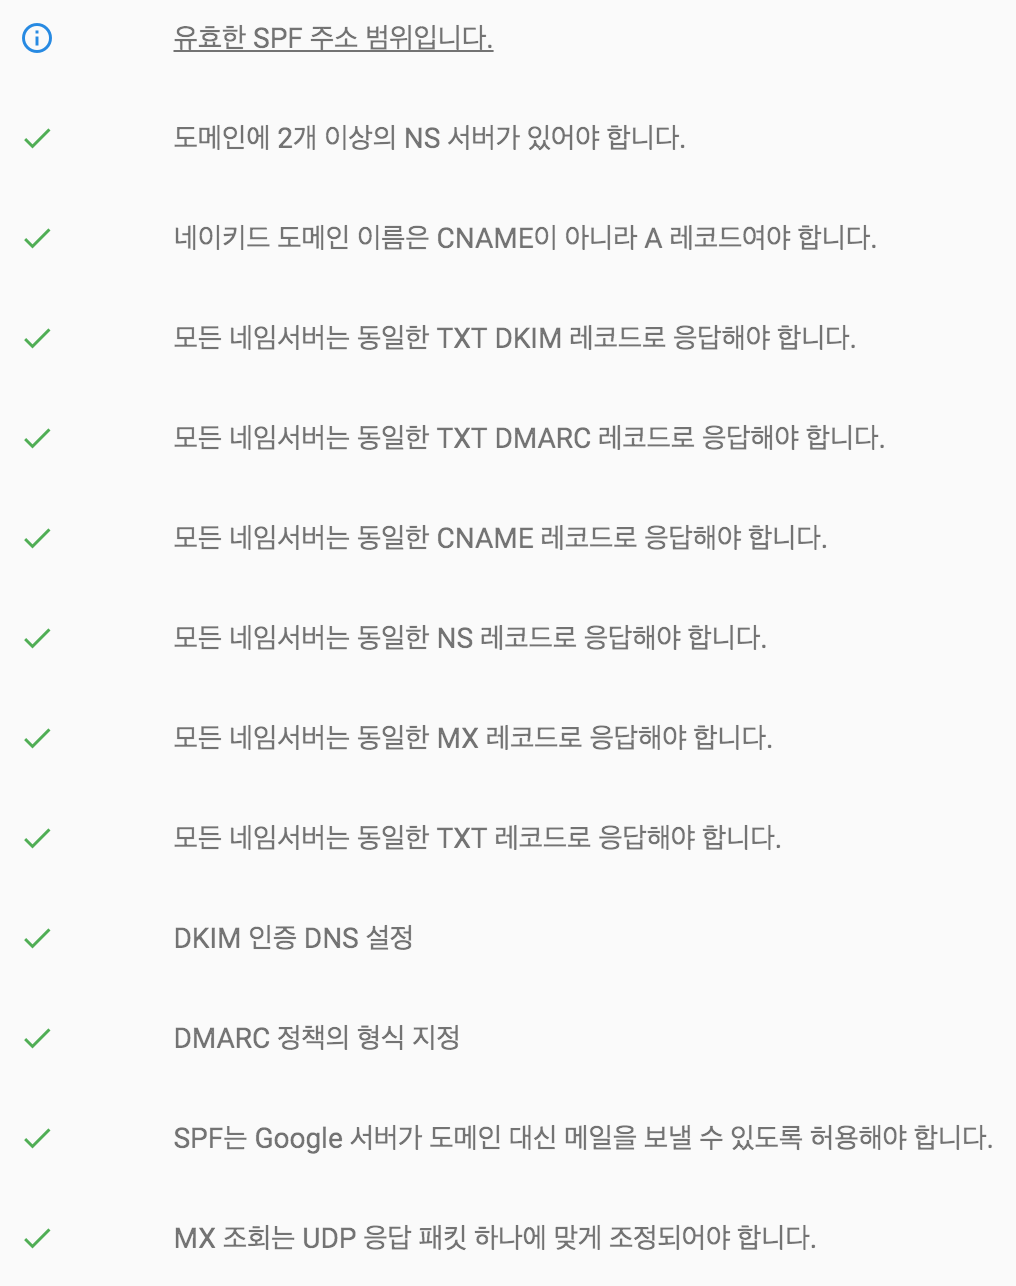 유효한 SPF 주소 범위입니다.
도메인에 2개 이상의 NS 서버가 있어야 합니다.
네이키드 도메인 이름은 CNAME이 아니라 A 레코드여야 합니다.
모든 네임서버는 동일한 TXT DKIM 레코드로 응답해야 합니다.
모든 네임서버는 동일한 TXT DMARC 레코드로 응답해야 합니다.
모든 네임서버는 동일한 CNAME 레코드로 응답해야 합니다.
모든 네임서버는 동일한 NS 레코드로 응답해야 합니다.
모든 네임서버는 동일한 MX 레코드로 응답해야 합니다.
모든 네임서버는 동일한 TXT 레코드로 응답해야 합니다.
DKIM 인증 DNS 설정
DMARC 정책의 형식 지정
SPF는 Google 서버가 도메인 대신 메일을 보낼 수 있도록 허용해야 합니다.
MX 조회는 UDP 응답 패킷 하나에 맞게 조정되어야 합니다.